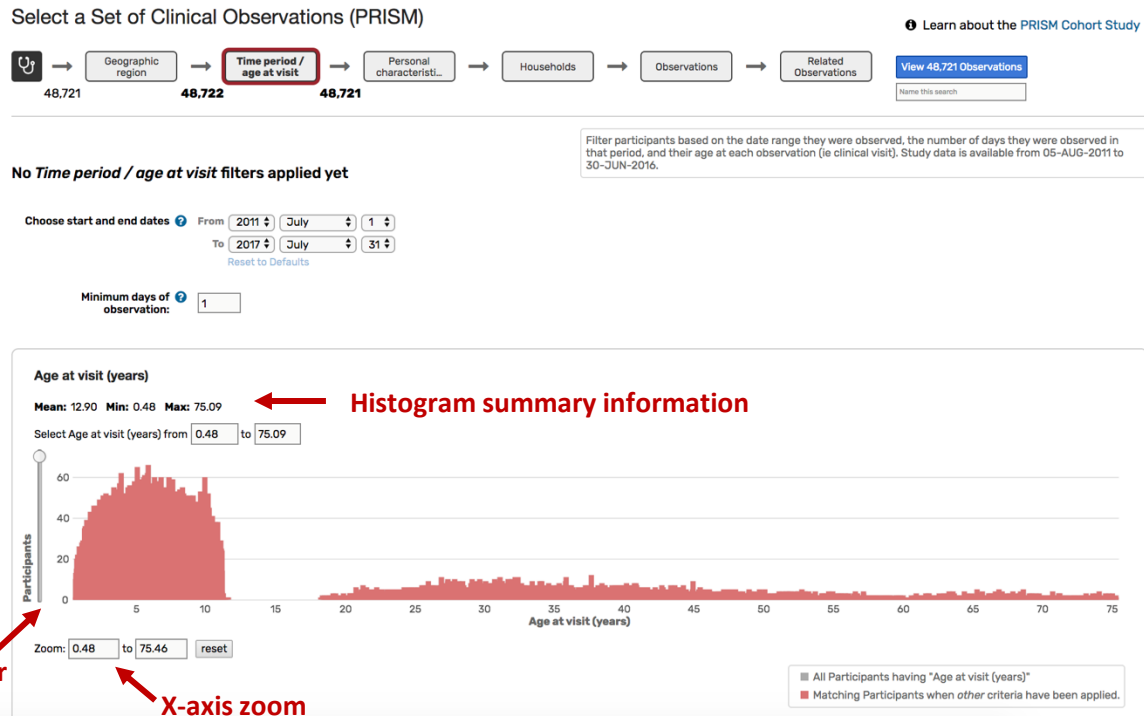 Select a Set of Clinical Observations (PRISM)
Learn about the PRISM Cohort Study
Geographic region
Time period / age at visit
Personal characteristi...
Households
Observations
Related Observations
View 48,721 Observations
48,721
48,722
48,721
Name this search
Filter participants based on the date range they were observed, the number of days they were observed in
that period, and their age at each observation (ie clinical visit). Study data is available from 05-AUG-2011 to
30-JUN-2016.
No Time period / age at visit filters applied yet
Choose start and end dates ? From 2011 July 1
To 2017 July 31
Reset to Defaults
Minimum days of ?
observation: 1
Age at visit (years)
Mean: 12.90 Min: 0.48 Max: 75.09
Histogram summary information
Select Age at visit (years) from 0.48 to 75.09
60
40
20
0
Participants
5 10 15 20 25 30 35 40 45 50 55 60 65 70 75
Age at visit (years)
Zoom: 0.48 to 75.46 reset
r
X-axis zoom
All Participants having "Age at visit (years)"
Matching Participants when other criteria have been applied.